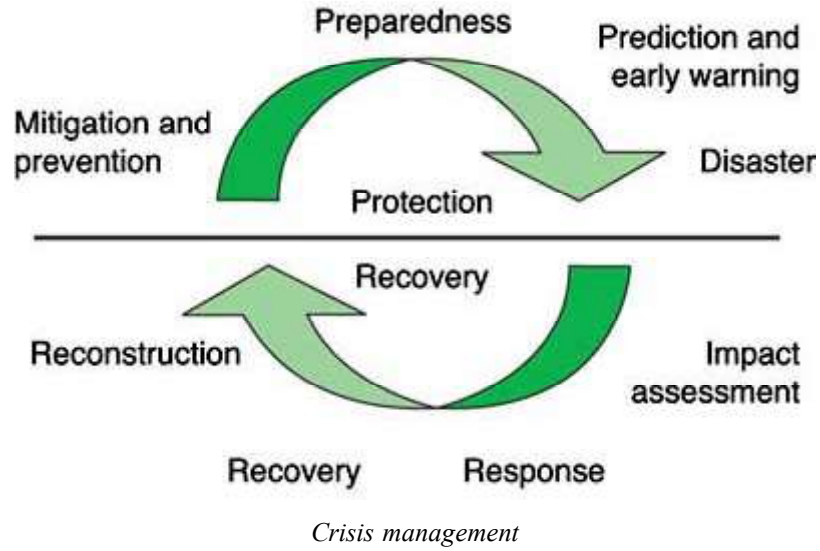 Preparedness
Prediction and
early warning
Mitigation and
prevention
Disaster
Protection
Recovery
Reconstruction
Impact
assessment
Recovery
Response
Crisis management